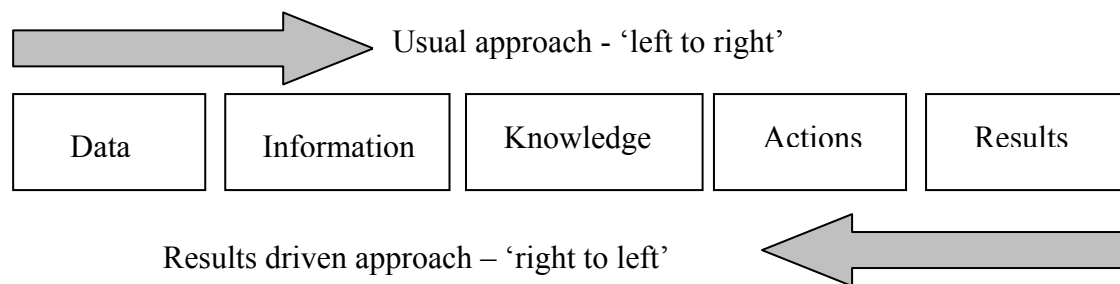 Usual approach - ‘left to right’
Data
Information
Knowledge
Actions
Results
Results driven approach – ‘right to left’